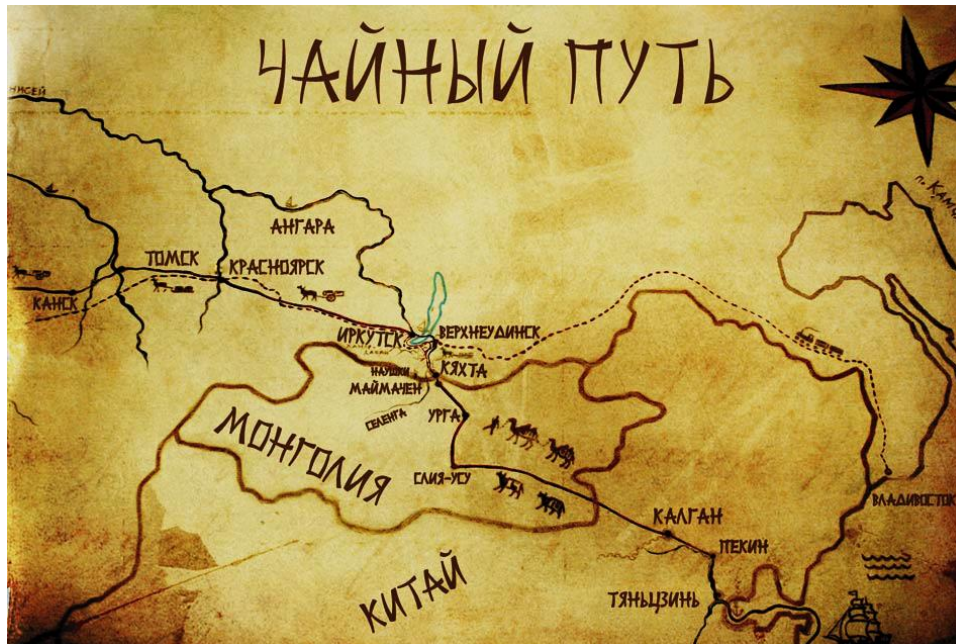 ЧАЙНЫЙ ПУТЬ
АНГАРА
ТОМСК
КРАСНОЯРСК
КАНСК
ИРКУТСК
ВЕРХНЕУДИНСК
КЯХТА
НАУШКИ
МАЙМАЧЕН
СЕЛЕНГА
УРГА
МОНГОЛИЯ
СЛИЯ-УСУ
ВЛАДИВОСТОК
КАЛГАН
ПЕКИН
КИТАЙ
ТЯНЬЦЗИНЬ